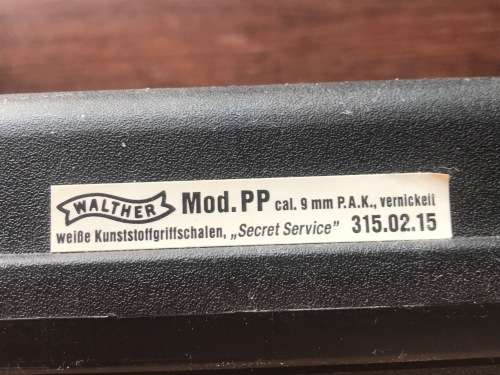 WALTHER Mod. PP cal. 9 mm P.A.K., vernickelt
weiße Kunststoffgriffschalen, „Secret Service" 315.02.15